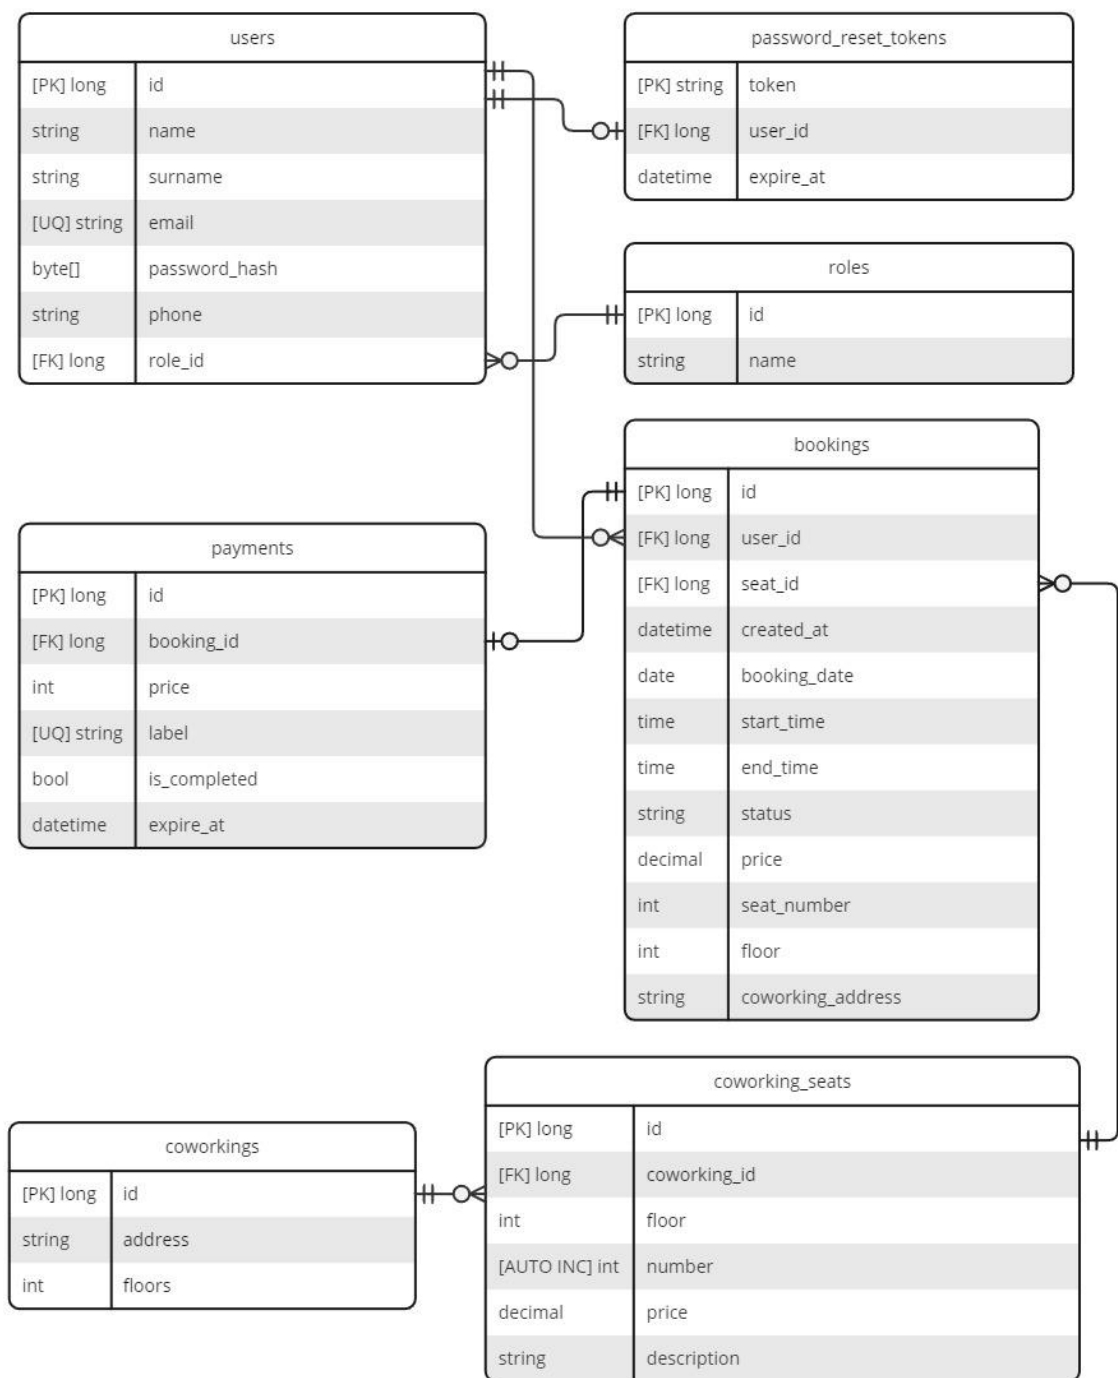 users
[PK] long id
string name
string surname
[UQ] string email
byte[] password_hash
string phone
[FK] long role_id
password_reset_tokens
[PK] string token
[FK] long user_id
datetime expire_at
roles
[PK] long id
string name
bookings
[PK] long id
[FK] long user_id
[FK] long seat_id
datetime created_at
date booking_date
time start_time
time end_time
string status
decimal price
int seat_number
int floor
string coworking_address
payments
[PK] long id
[FK] long booking_id
int price
[UQ] string label
bool is_completed
datetime expire_at
coworking_seats
[PK] long id
[FK] long coworking_id
int floor
[AUTO INC] int number
decimal price
string description
coworkings
[PK] long id
string address
int floors